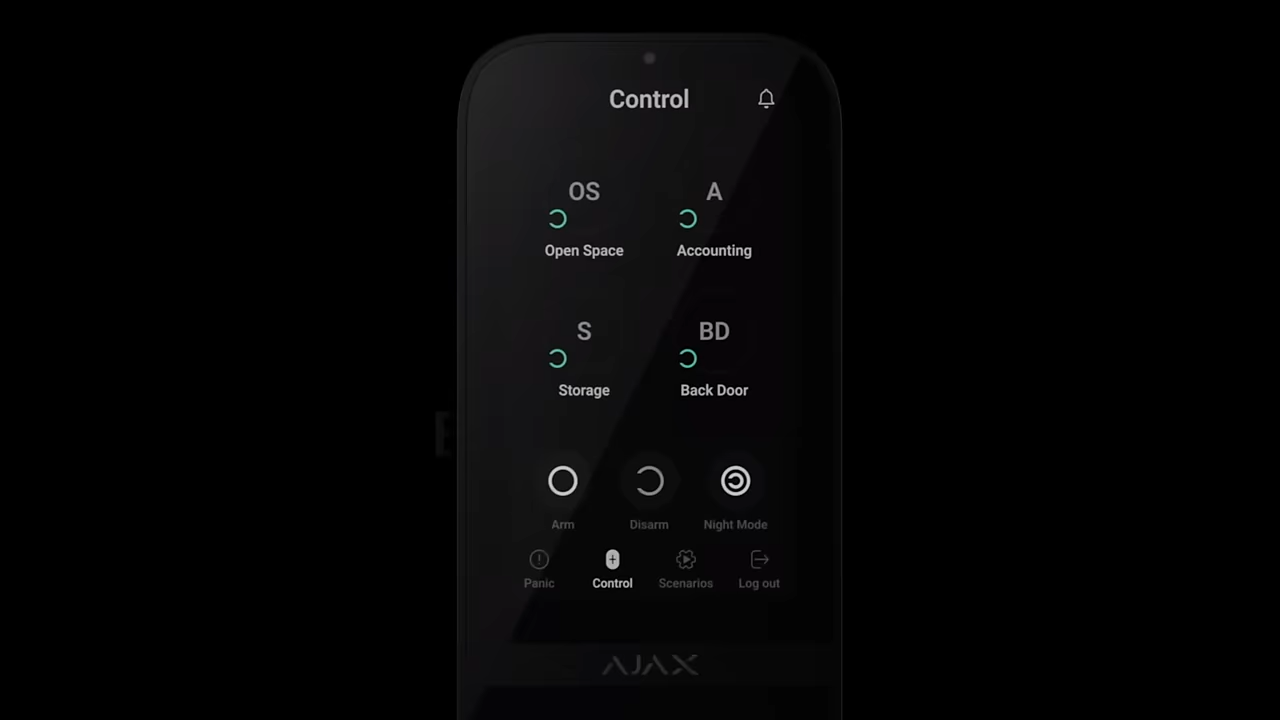 Control
OS
A
Open Space
Accounting
S
BD
Storage
Back Door
Arm
Disarm
Night Mode
Panic
Control
Scenarios
Log out
AJAX